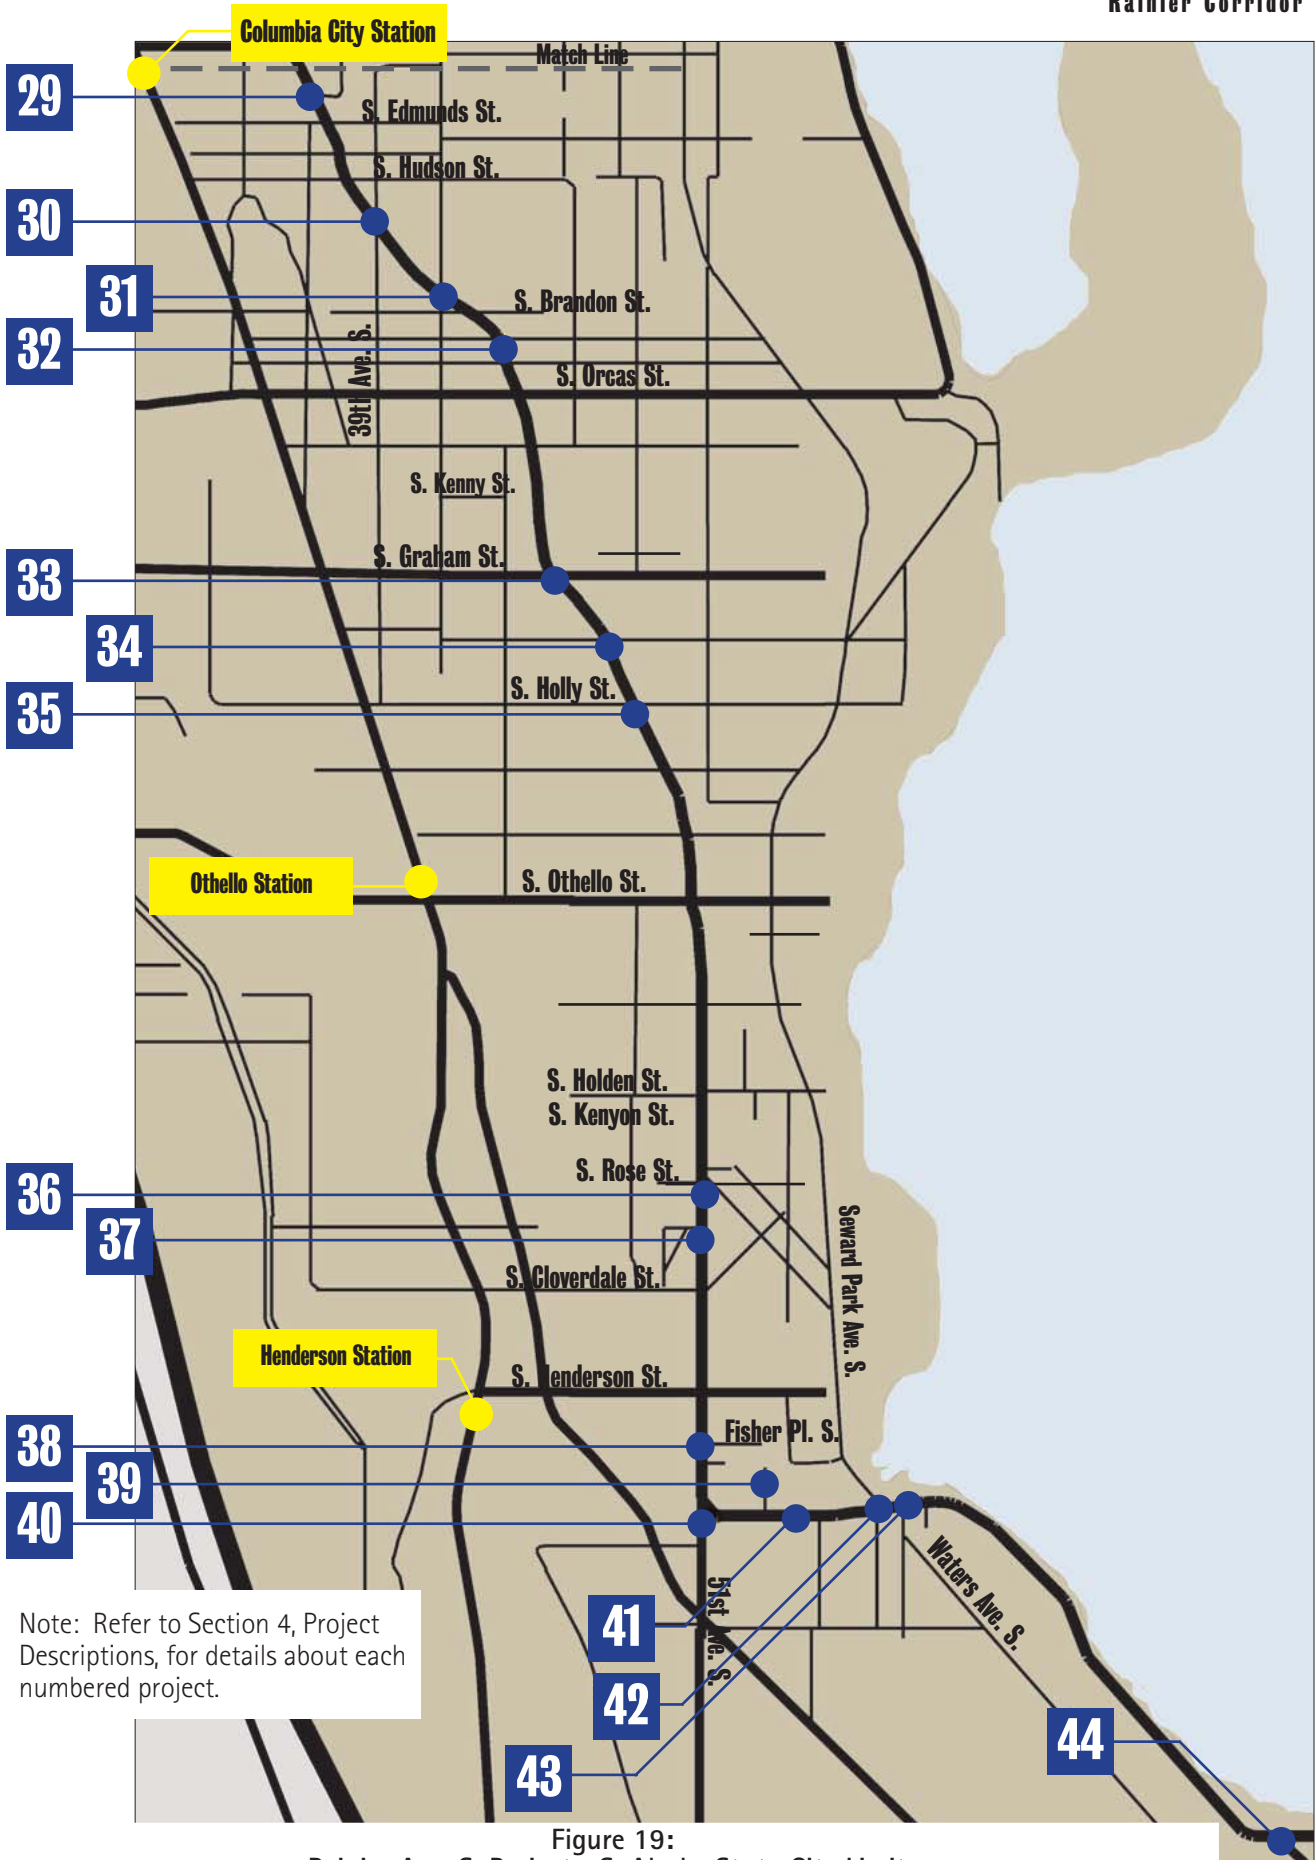 Rainier Corridor
Columbia City Station
Match Line
29
S. Edmunds St.
S. Hudson St.
30
31
S. Brandon St.
32
39th Ave. S.
S. Orcas St.
S. Kenny St.
S. Graham St.
33
34
S. Holly St.
35
Othello Station
S. Othello St.
S. Holden St.
S. Kenyon St.
S. Rose St.
36
37
Seward Park Ave. S.
S. Cloverdale St.
Henderson Station
S. Henderson St.
Fisher Pl. S.
38
39
40
Waters Ave. S.
51st Ave. S.
41
42
43
44
Note: Refer to Section 4, Project
Descriptions, for details about each
numbered project.
Figure 19: